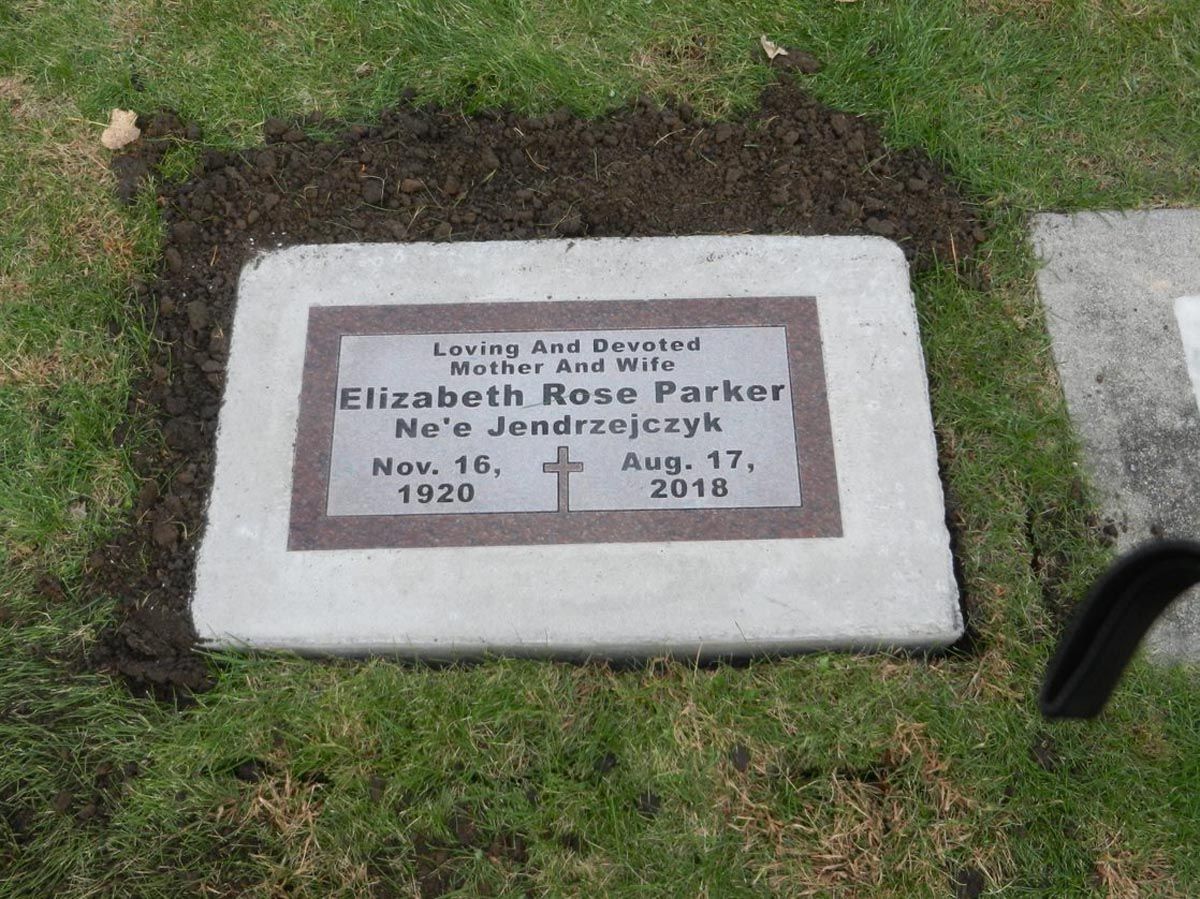 Loving And Devoted
Mother And Wife
Elizabeth Rose Parker
Ne'e Jendrzejczyk
Nov. 16,
1920
Aug. 17,
2018